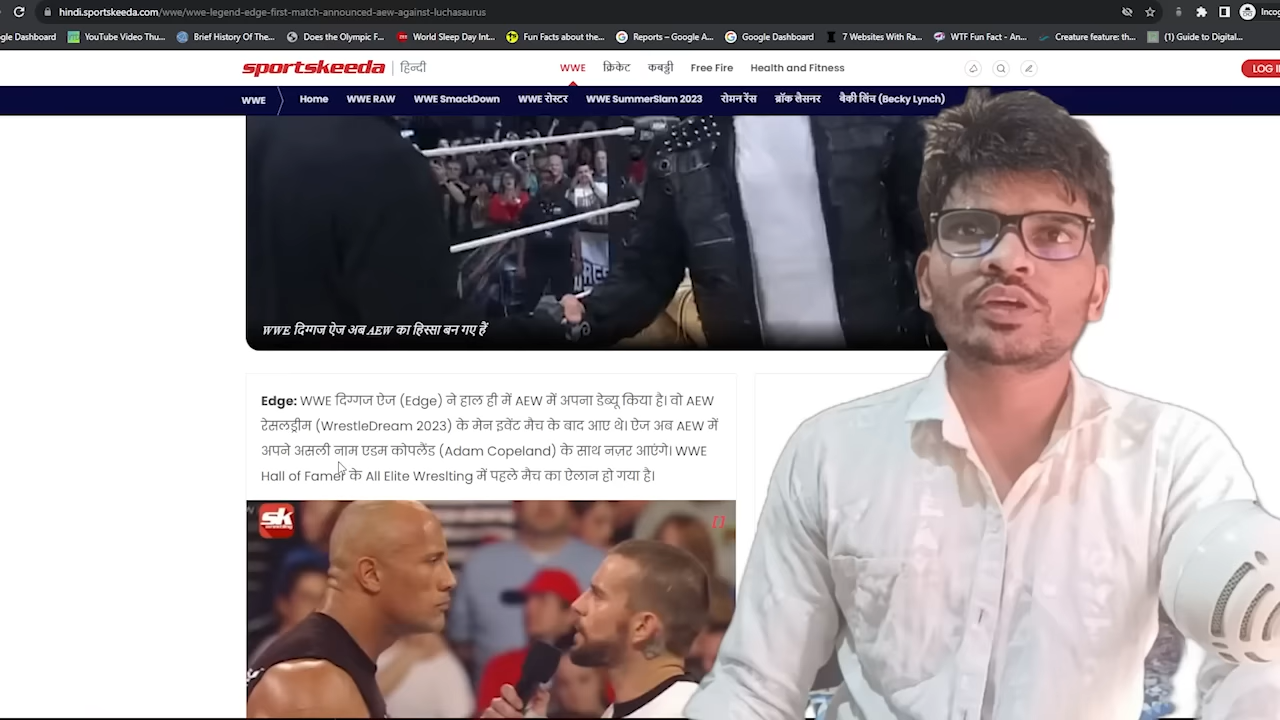 hindi.sportskeeda.com/wwe/wwe-legend-edge-first-match-announced-aew-against-luchasaurus
Incog
gle Dashboard YouTube Video Thu... Brief History Of The... Does the Olympic F... World Sleep Day Int... Fun Facts about the... Reports – Google A... Google Dashboard 7 Websites With Ra... WTF Fun Fact - An... Creature feature: th... (1) Guide to Digital...
sportskeeda हिन्दी WWE क्रिकेट कबड्डी Free Fire Health and Fitness LOG I
WWE Home WWE RAW WWE SmackDown WWE रोस्टर WWE SummerSlam 2023 रोमन रेंस ब्रॉक लैसनर बैकी लिंच (Becky Lynch)
WWE दिग्गज ऐज अब AEW का हिस्सा बन गए हैं
Edge: WWE दिग्गज ऐज (Edge) ने हाल ही में AEW में अपना डेब्यू किया है। वो AEW
रेसलड्रीम (WrestleDream 2023) के मेन इवेंट मैच के बाद आए थे। ऐज अब AEW में
अपने असली नाम एडम कोपलैंड (Adam Copeland) के साथ नज़र आएंगे। WWE
Hall of Famer के All Elite Wreslting में पहले मैच का ऐलान हो गया है।
sk
wrestling